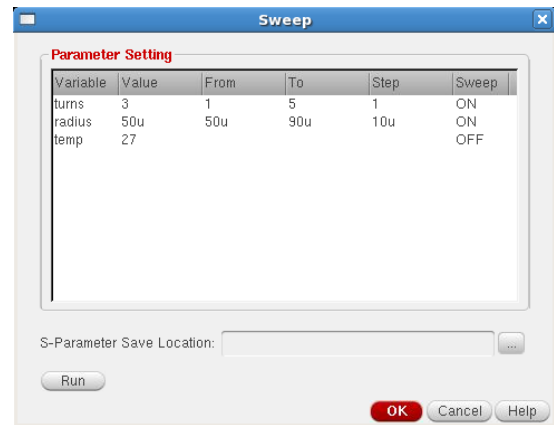 Sweep
Parameter Setting
Variable Value From To Step Sweep
turns 3 1 5 1 ON
radius 50u 50u 90u 10u ON
temp 27 OFF
S-Parameter Save Location: ...
Run
OK Cancel Help